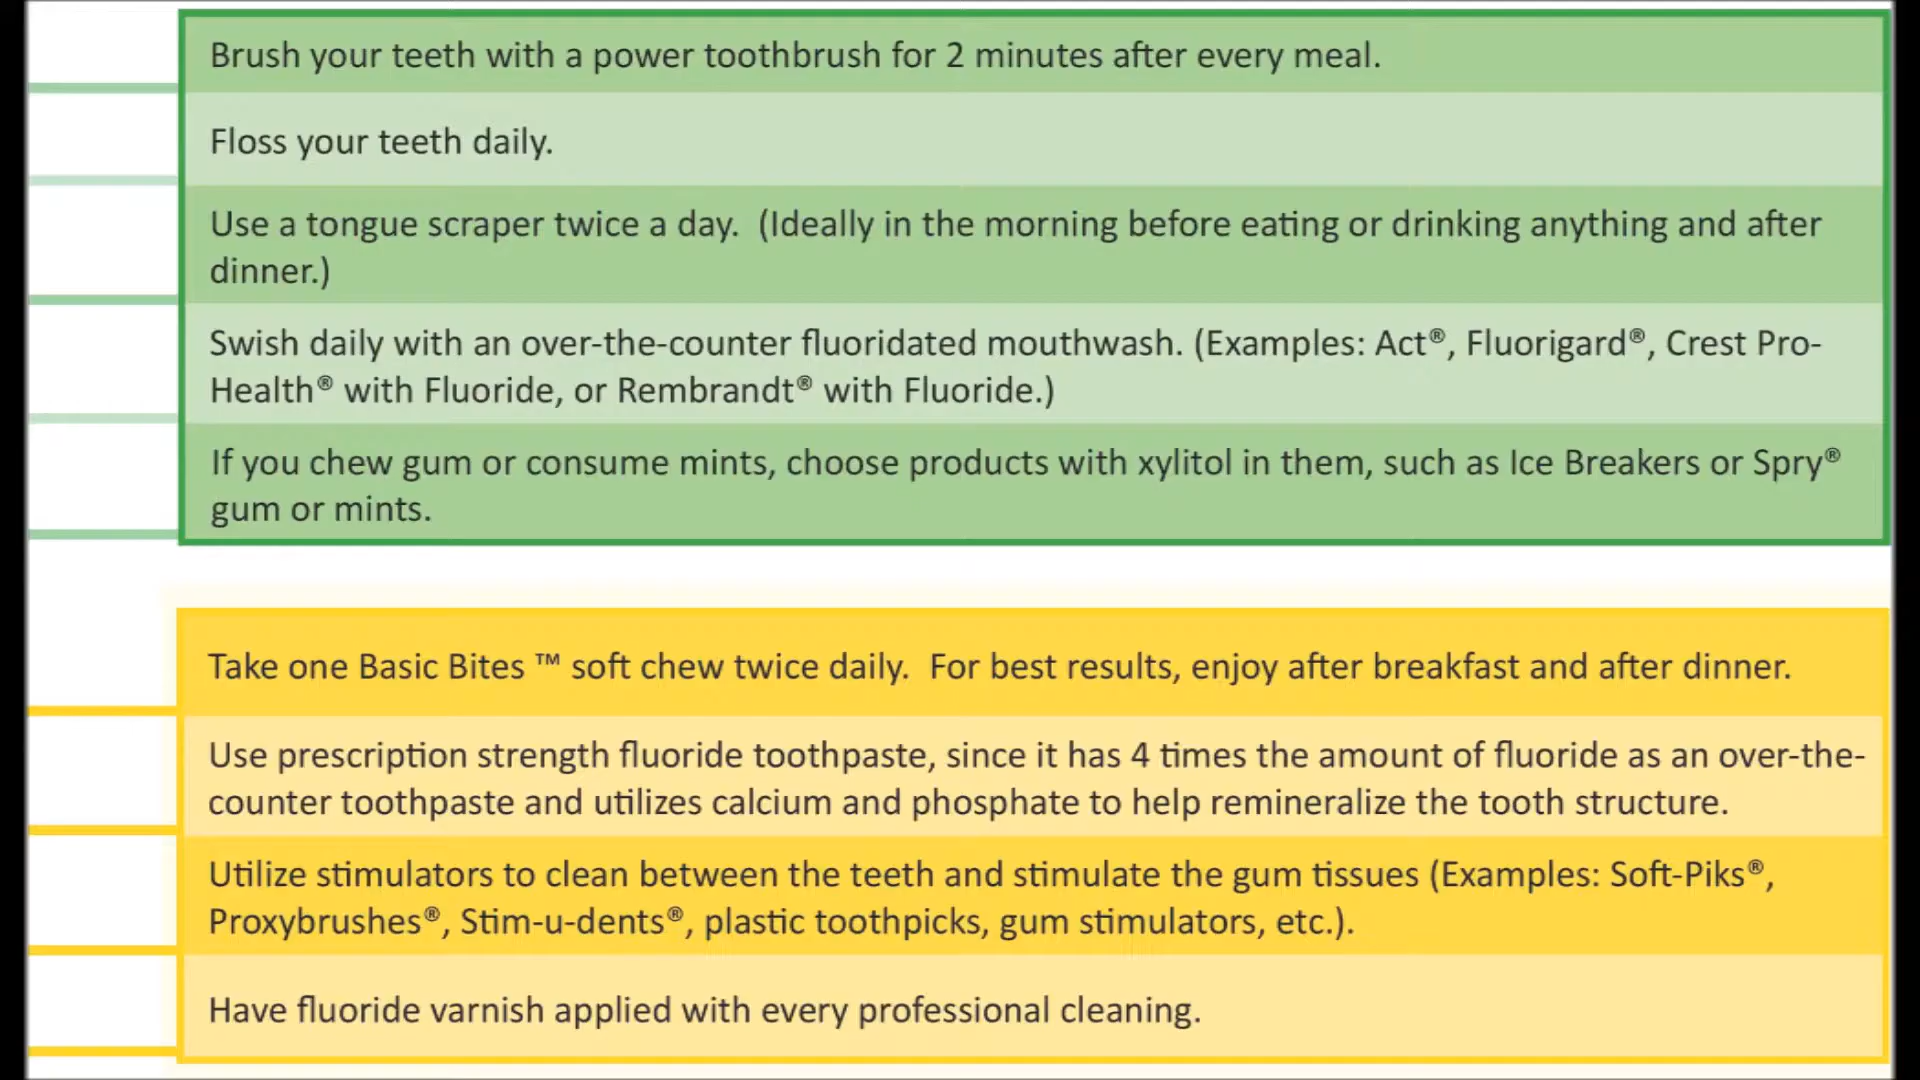 Brush your teeth with a power toothbrush for 2 minutes after every meal.
Floss your teeth daily.
Use a tongue scraper twice a day.  (Ideally in the morning before eating or drinking anything and after
dinner.)
Swish daily with an over-the-counter fluoridated mouthwash. (Examples: Act®, Fluorigard®, Crest Pro-
Health® with Fluoride, or Rembrandt® with Fluoride.)
If you chew gum or consume mints, choose products with xylitol in them, such as Ice Breakers or Spry®
gum or mints.
Take one Basic Bites ™ soft chew twice daily.  For best results, enjoy after breakfast and after dinner.
Use prescription strength fluoride toothpaste, since it has 4 times the amount of fluoride as an over-the-
counter toothpaste and utilizes calcium and phosphate to help remineralize the tooth structure.
Utilize stimulators to clean between the teeth and stimulate the gum tissues (Examples: Soft-Piks®,
Proxybrushes®, Stim-u-dents®, plastic toothpicks, gum stimulators, etc.).
Have fluoride varnish applied with every professional cleaning.